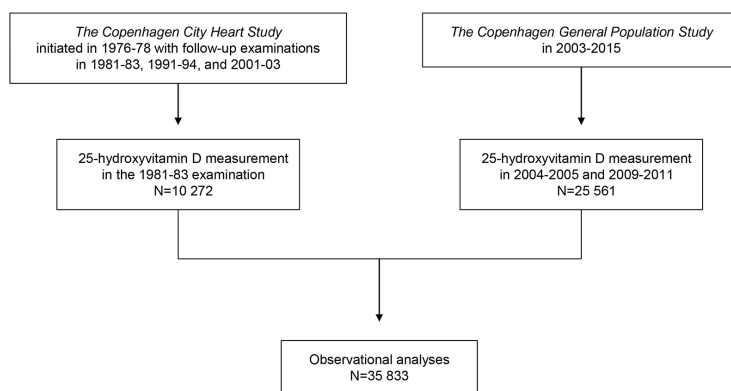 The Copenhagen City Heart Study
initiated in 1976-78 with follow-up examinations
in 1981-83, 1991-94, and 2001-03
The Copenhagen General Population Study
in 2003-2015
25-hydroxyvitamin D measurement
in the 1981-83 examination
N=10 272
25-hydroxyvitamin D measurement
in 2004-2005 and 2009-2011
N=25 561
Observational analyses
N=35 833